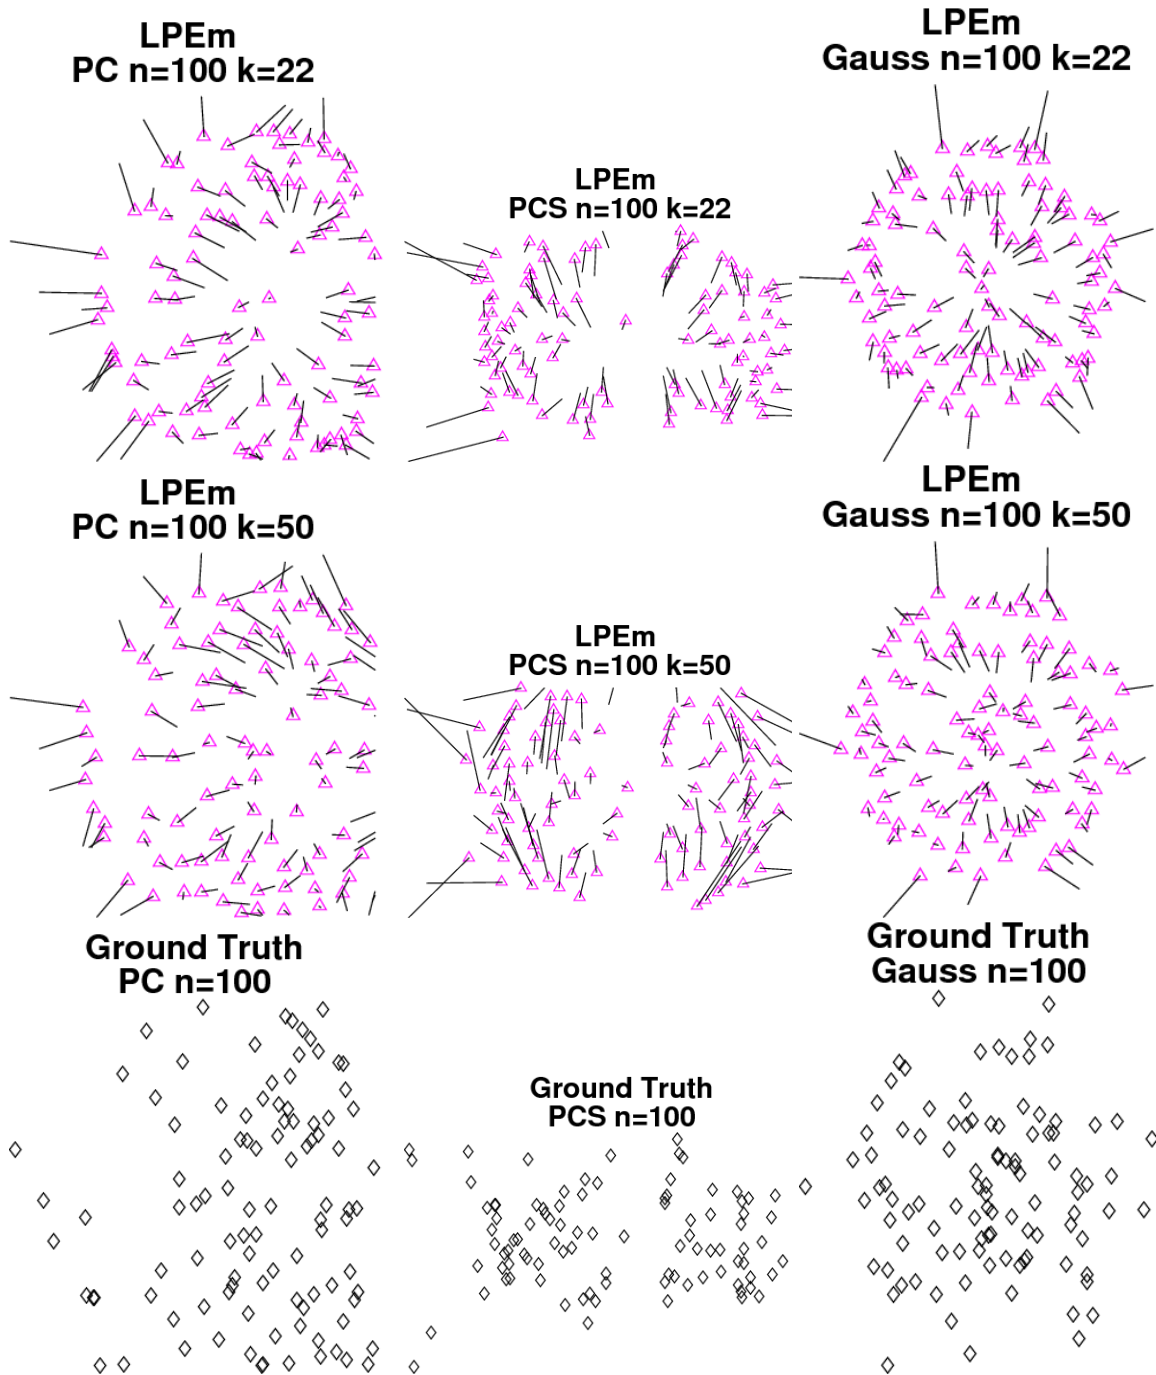 LPEm
PC n=100 k=22
LPEm
PCS n=100 k=22
LPEm
Gauss n=100 k=22
LPEm
PC n=100 k=50
LPEm
PCS n=100 k=50
LPEm
Gauss n=100 k=50
Ground Truth
PC n=100
Ground Truth
PCS n=100
Ground Truth
Gauss n=100